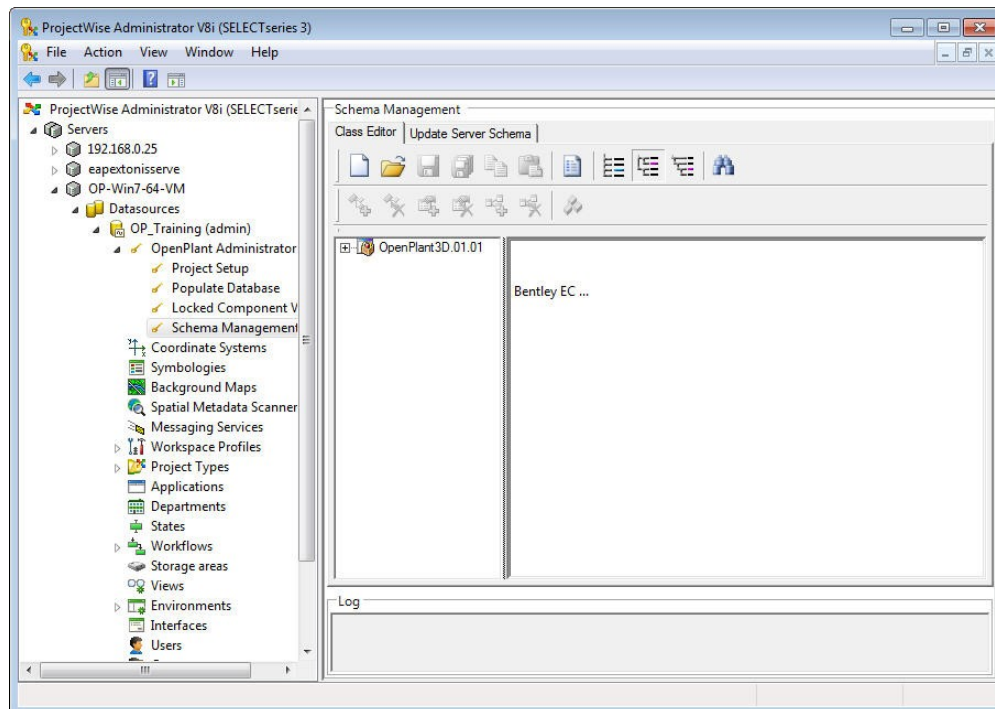 ProjectWise Administrator V8i (SELECTseries 3)
File Action View Window Help
ProjectWise Administrator V8i (SELECTserie
Servers
192.168.0.25
eapextonisserve
OP-Win7-64-VM
Datasources
OP_Training (admin)
OpenPlant Administrator
Project Setup
Populate Database
Locked Component V
Schema Management
Coordinate Systems
Symbologies
Background Maps
Spatial Metadata Scanner
Messaging Services
Workspace Profiles
Project Types
Applications
Departments
States
Workflows
Storage areas
Views
Environments
Interfaces
Users
Schema Management
Class Editor Update Server Schema
OpenPlant3D.01.01
Bentley EC ...
Log